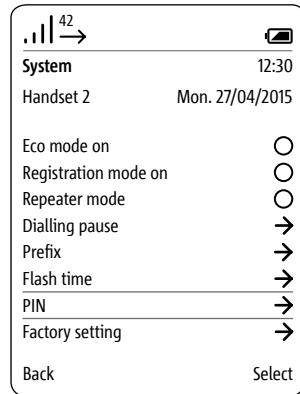 42
System 12:30
Handset 2 Mon. 27/04/2015
Eco mode on
Registration mode on
Repeater mode
Dialling pause
Prefix
Flash time
PIN
Factory setting
Back Select